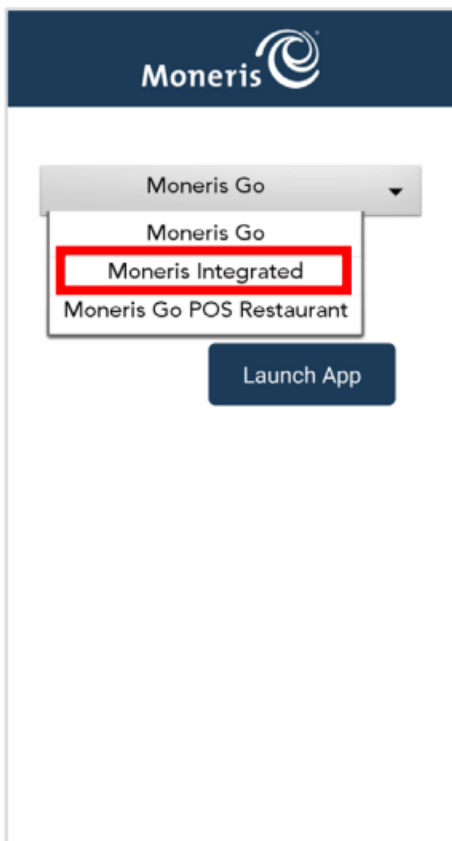 Moneris
Moneris Go
Moneris Go
Moneris Integrated
Moneris Go POS Restaurant
Launch App